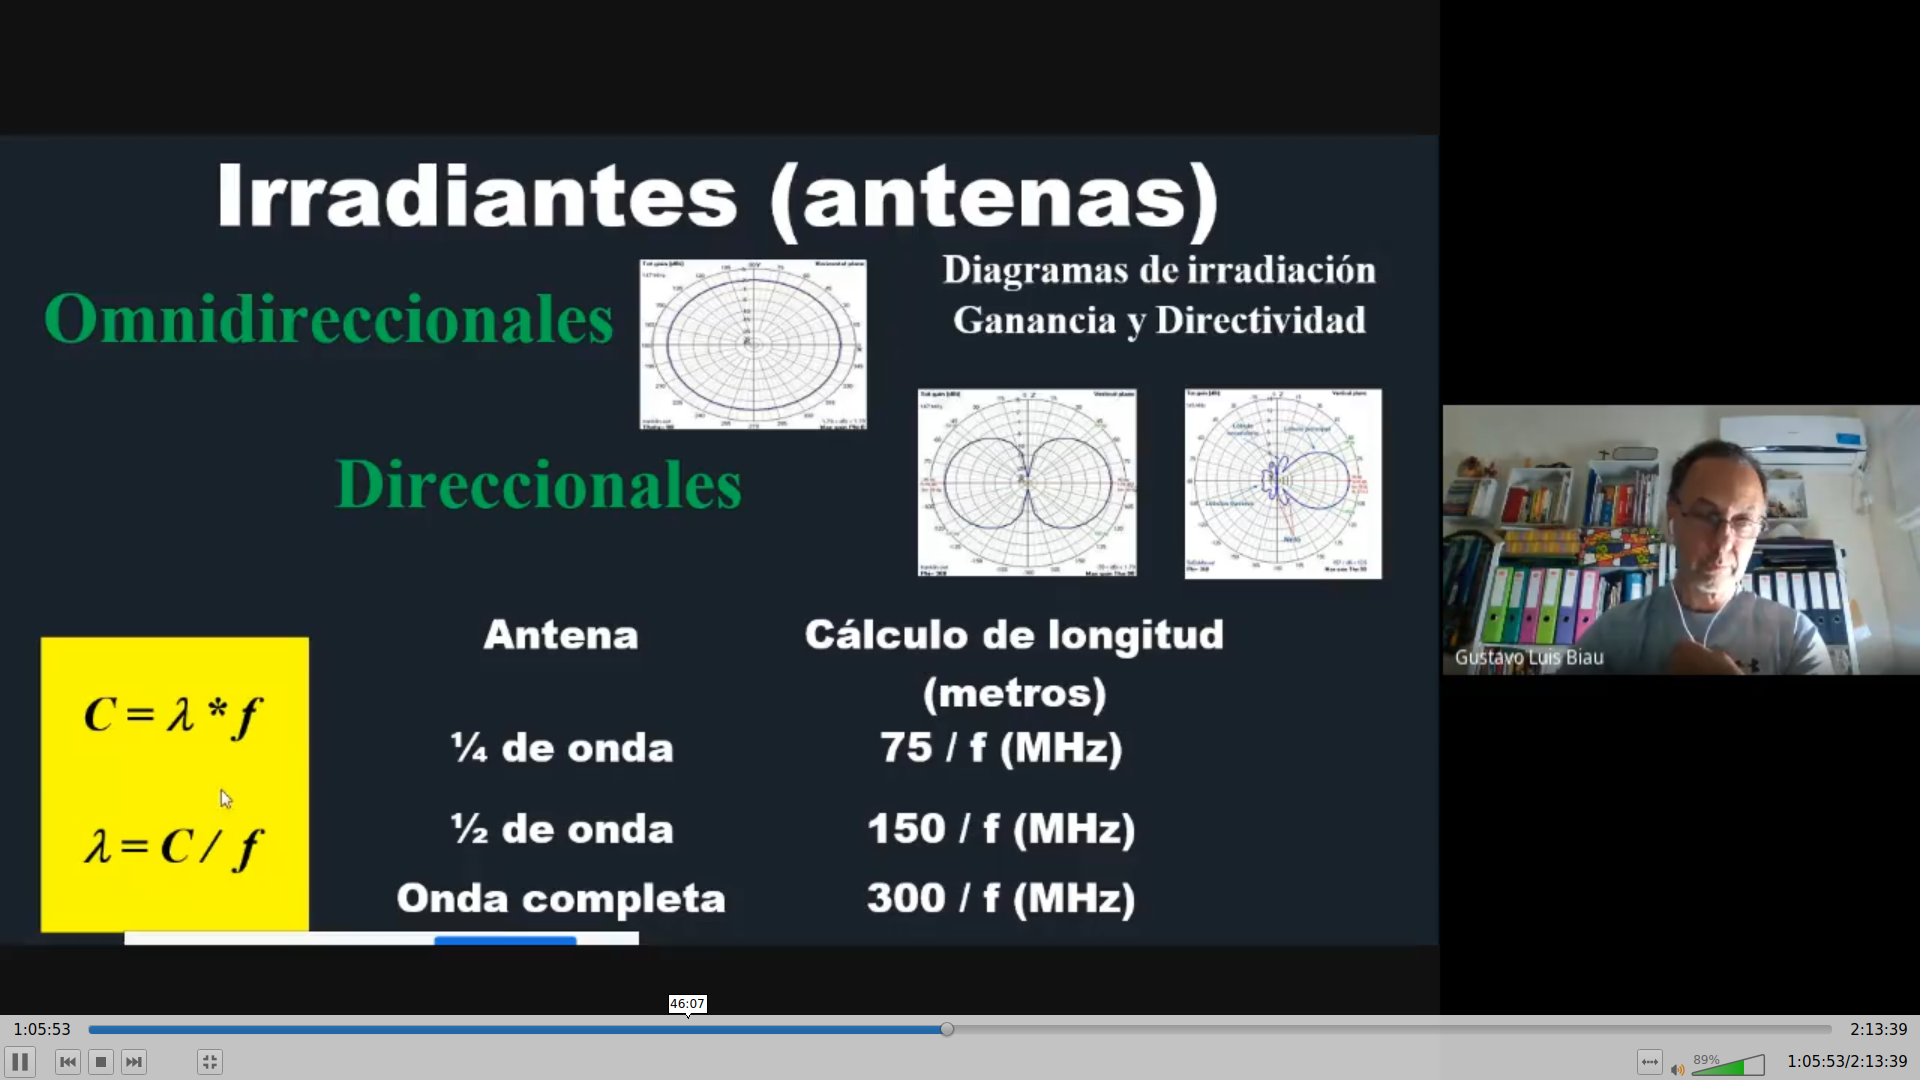 Irradiantes (antenas)
Omnidireccionales
Diagramas de irradiación
Ganancia y Directividad
Direccionales
Antena
Cálculo de longitud
(metros)
C = λ * f
λ = C / f
¼ de onda
75 / f (MHz)
½ de onda
150 / f (MHz)
Onda completa
300 / f (MHz)
Gustavo Luis Biau
46:07
1:05:53
2:13:39
89%
1:05:53/2:13:39